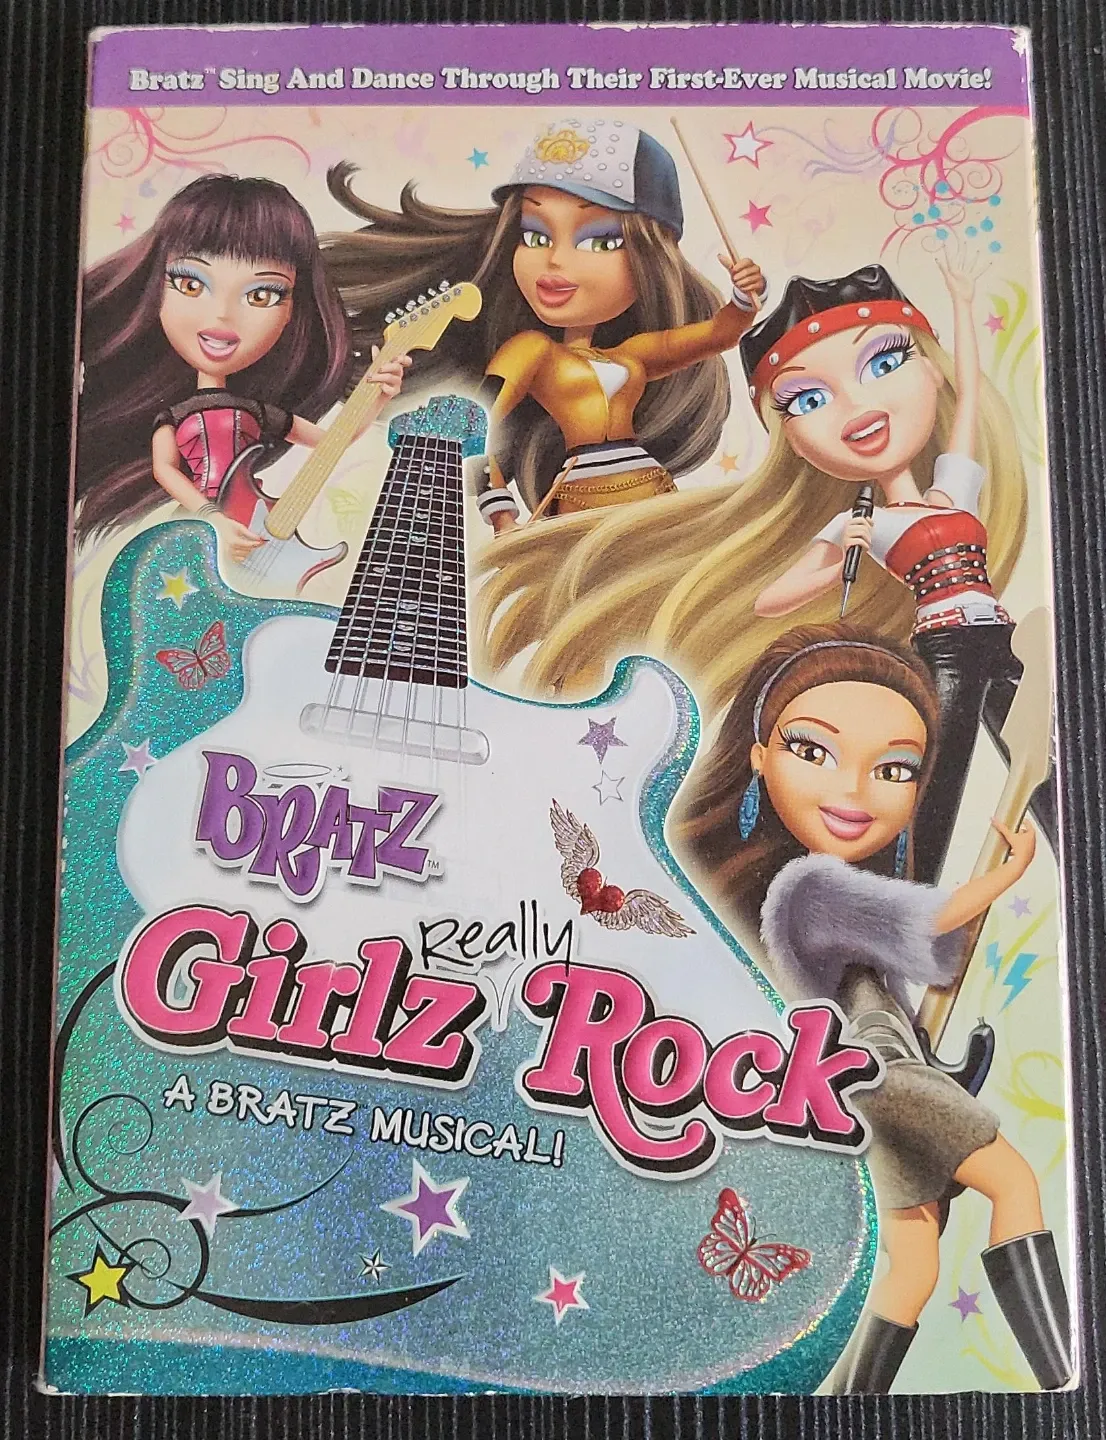 Bratz™ Sing And Dance Through Their First-Ever Musical Movie!
BRATZ™
Girlz Really Rock
A BRATZ MUSICAL!